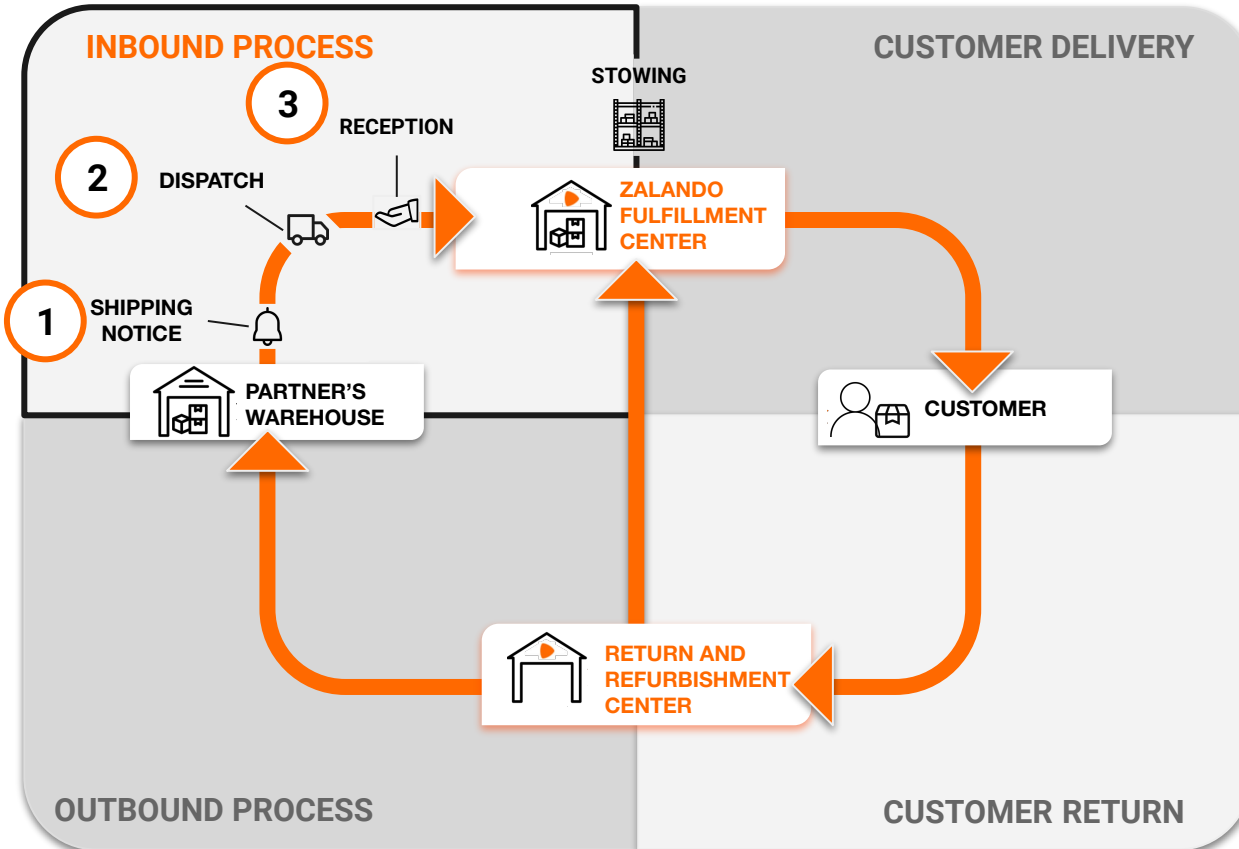 INBOUND PROCESS
CUSTOMER DELIVERY
STOWING
3
RECEPTION
2
DISPATCH
ZALANDO
FULFILLMENT
CENTER
1
SHIPPING
NOTICE
PARTNER'S
WAREHOUSE
CUSTOMER
RETURN AND
REFURBISHMENT
CENTER
OUTBOUND PROCESS
CUSTOMER RETURN